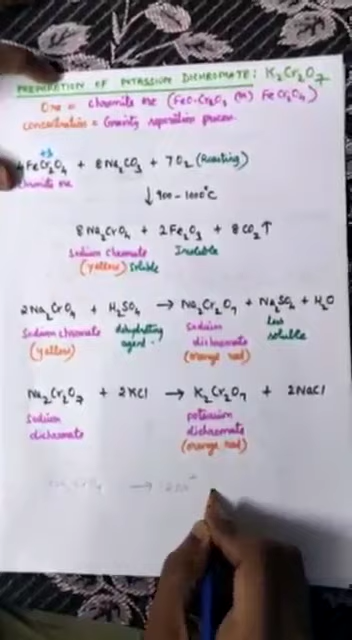 PREPARATION OF POTASSIUM DICHROMATE: K₂Cr₂O₇
Ore = chromite ore (FeO.Cr₂O₃ (or) FeCr₂O₄)
concentration = Gravity separation process
+3
4FeCr₂O₄ + 8Na₂CO₃ + 7O₂ (Roasting)
chromite ore
↓ 900-1000°C
8Na₂CrO₄ + 2Fe₂O₃ + 8CO₂↑
Sodium chromate Insoluble
(yellow) soluble
2Na₂CrO₄ + H₂SO₄ → Na₂Cr₂O₇ + Na₂SO₄ + H₂O
Sodium chromate dehydrating sodium less
(yellow) agent. dichromate soluble
(orange red)
Na₂Cr₂O₇ + 2KCl → K₂Cr₂O₇ + 2NaCl
Sodium potassium
dichromate dichromate
(orange red)
→